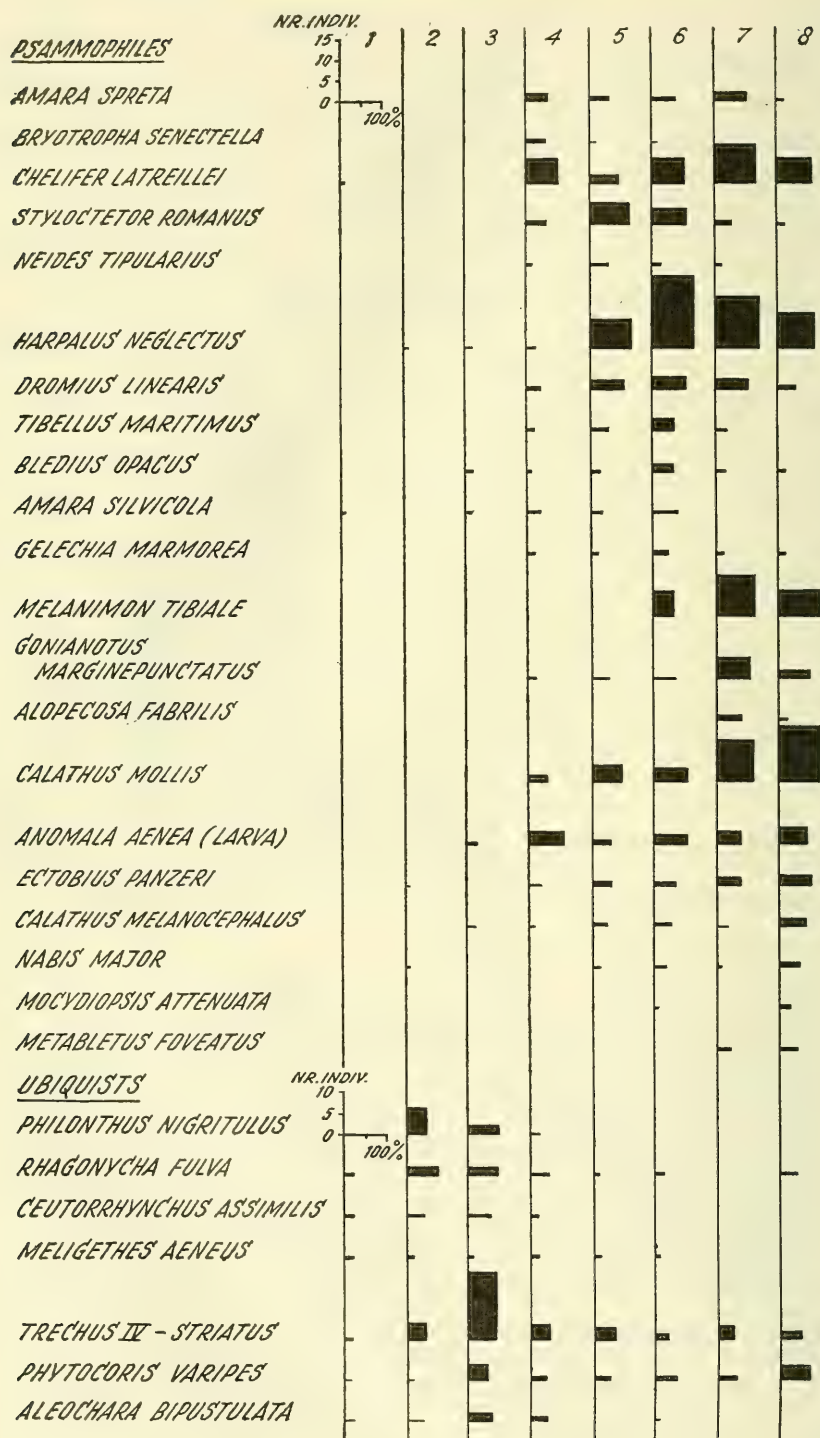 NR. INDIV.
PSAMMOPHILES
15
10
5
0
100%
1 2 3 4 5 6 7 8
AMARA SPRETA
BRYOTROPHA SENECTELLA
CHELIFER LATREILLEI
STYLOCTETOR ROMANUS
NEIDES TIPULARIUS
HARPALUS NEGLECTUS
DROMIUS LINEARIS
TIBELLUS MARITIMUS
BLEDIUS OPACUS
AMARA SILVICOLA
GELECHIA MARMOREA
MELANIMON TIBIALE
GONIANOTUS
MARGINEPUNCTATUS
ALOPECOSA FABRILIS
CALATHUS MOLLIS
ANOMALA AENEA (LARVA)
ECTOBIUS PANZERI
CALATHUS MELANOCEPHALUS
NABIS MAJOR
MOCYDIOPSIS ATTENUATA
METABLETUS FOVEATUS
UBIQUISTS
NR. INDIV.
10
5
0
100%
PHILONTHUS NIGRITULUS
RHAGONYCHA FULVA
CEUTORRHYNCHUS ASSIMILIS
MELIGETHES AENEUS
TRECHUS IV - STRIATUS
PHYTOCORIS VARIPES
ALEOCHARA BIPUSTULATA